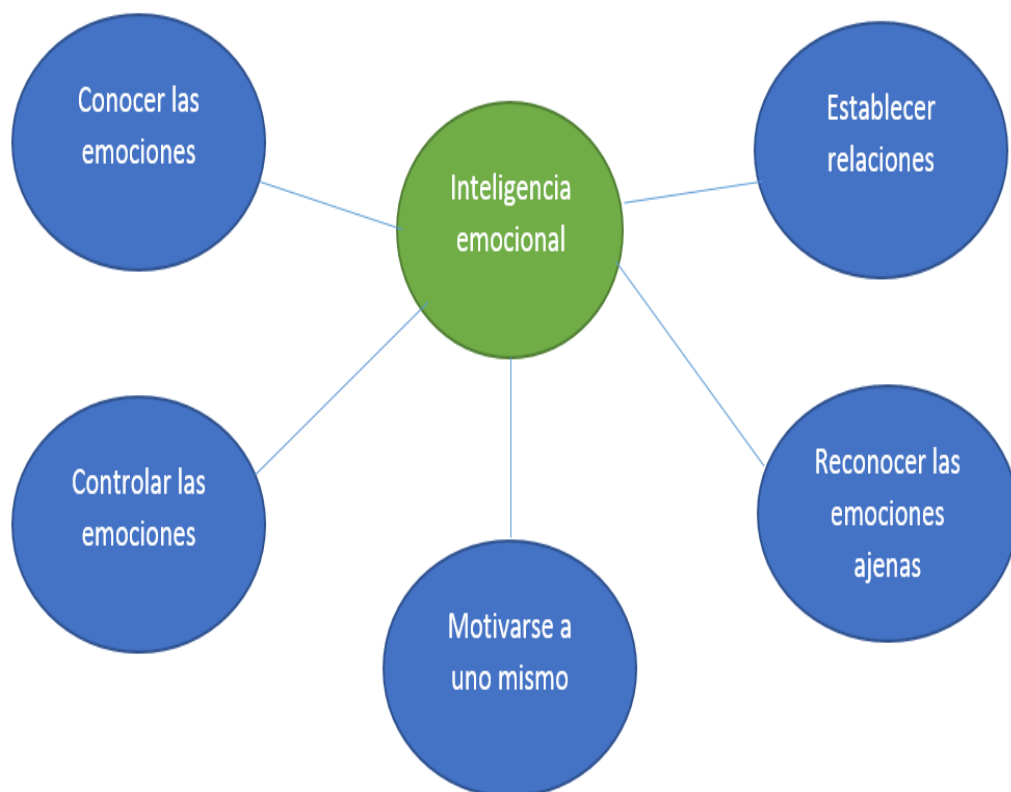 Conocer las
emociones
Inteligencia
emocional
Establecer
relaciones
Controlar las
emociones
Motivarse a
uno mismo
Reconocer las
emociones
ajenas